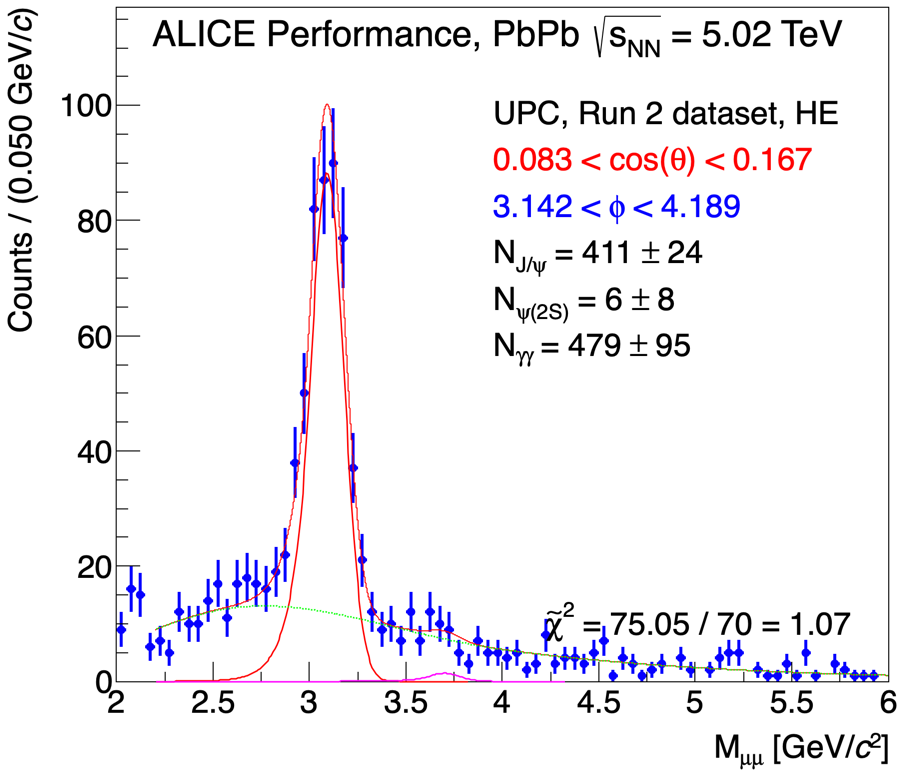 ALICE Performance, PbPb √sNN = 5.02 TeV
UPC, Run 2 dataset, HE
0.083 < cos(θ) < 0.167
3.142 < ϕ < 4.189
NJ/ψ = 411 ± 24
Nψ(2S) = 6 ± 8
Nγγ = 479 ± 95
χ̃² = 75.05 / 70 = 1.07
Counts / (0.050 GeV/c)
100
80
60
40
20
0
2 2.5 3 3.5 4 4.5 5 5.5 6
Mμμ [GeV/c²]